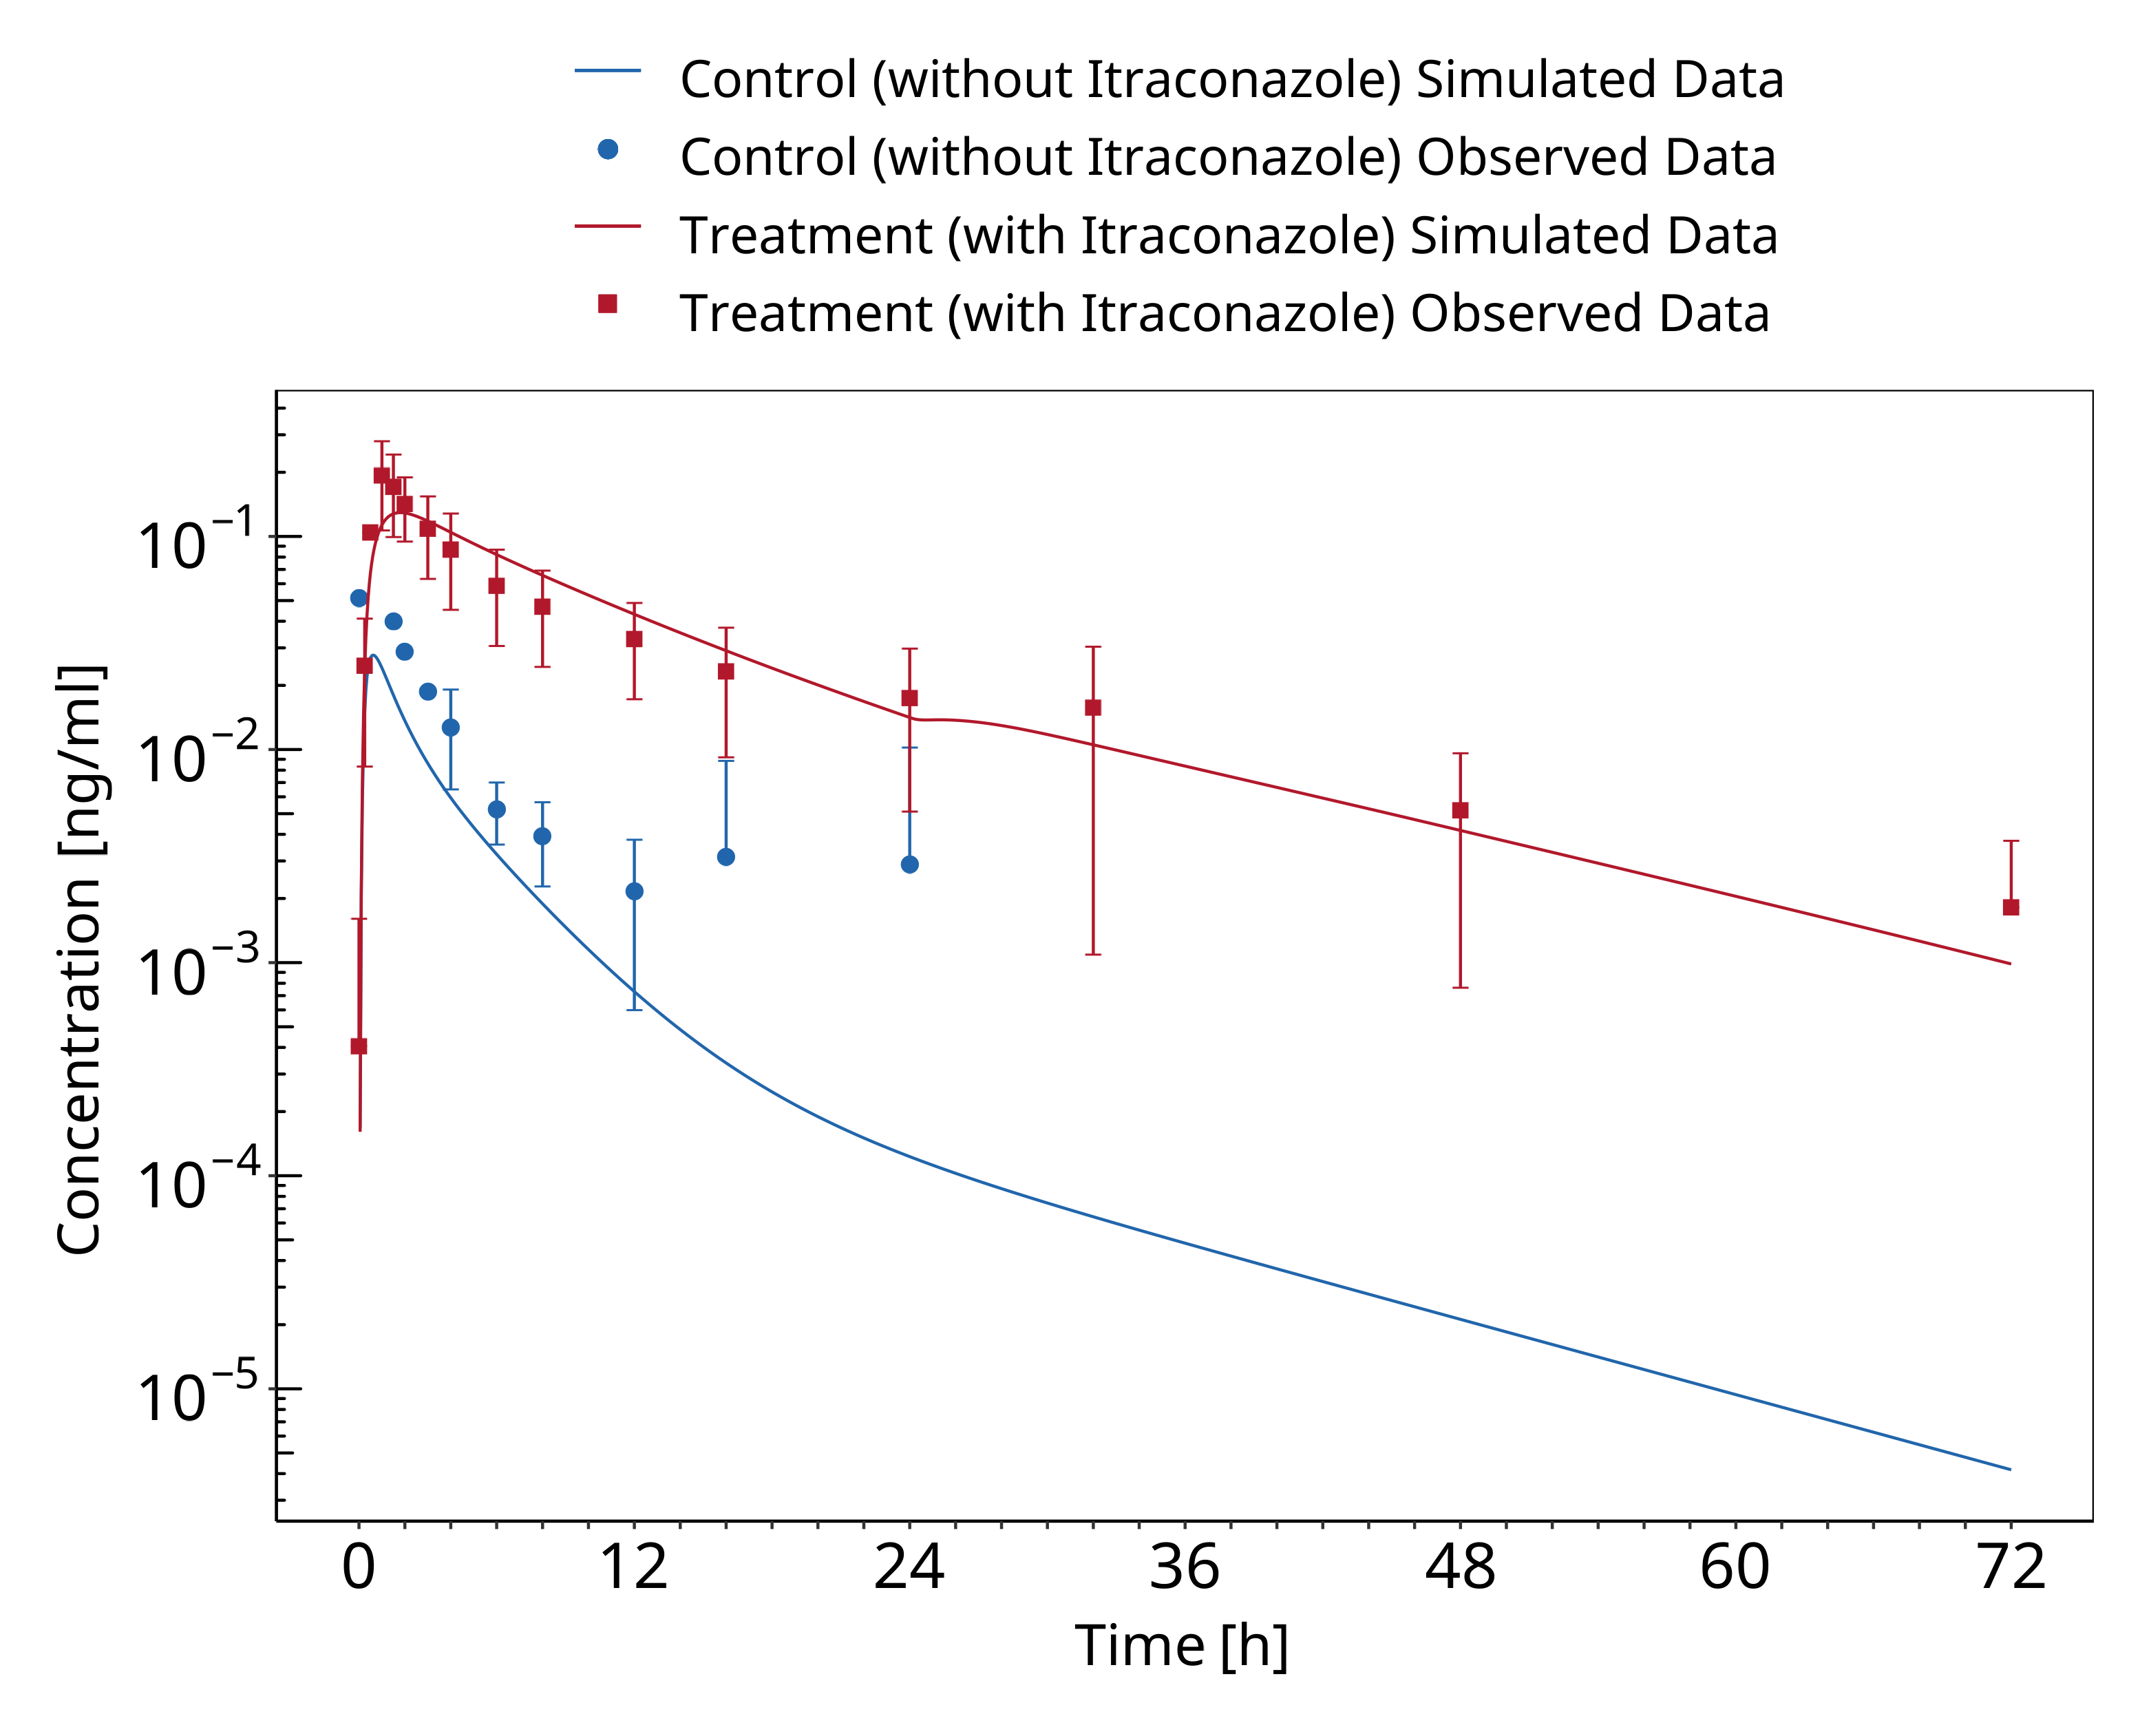 Control (without Itraconazole) Simulated Data
Control (without Itraconazole) Observed Data
Treatment (with Itraconazole) Simulated Data
Treatment (with Itraconazole) Observed Data
Concentration [ng/ml]
10⁻¹
10⁻²
10⁻³
10⁻⁴
10⁻⁵
0 12 24 36 48 60 72
Time [h]